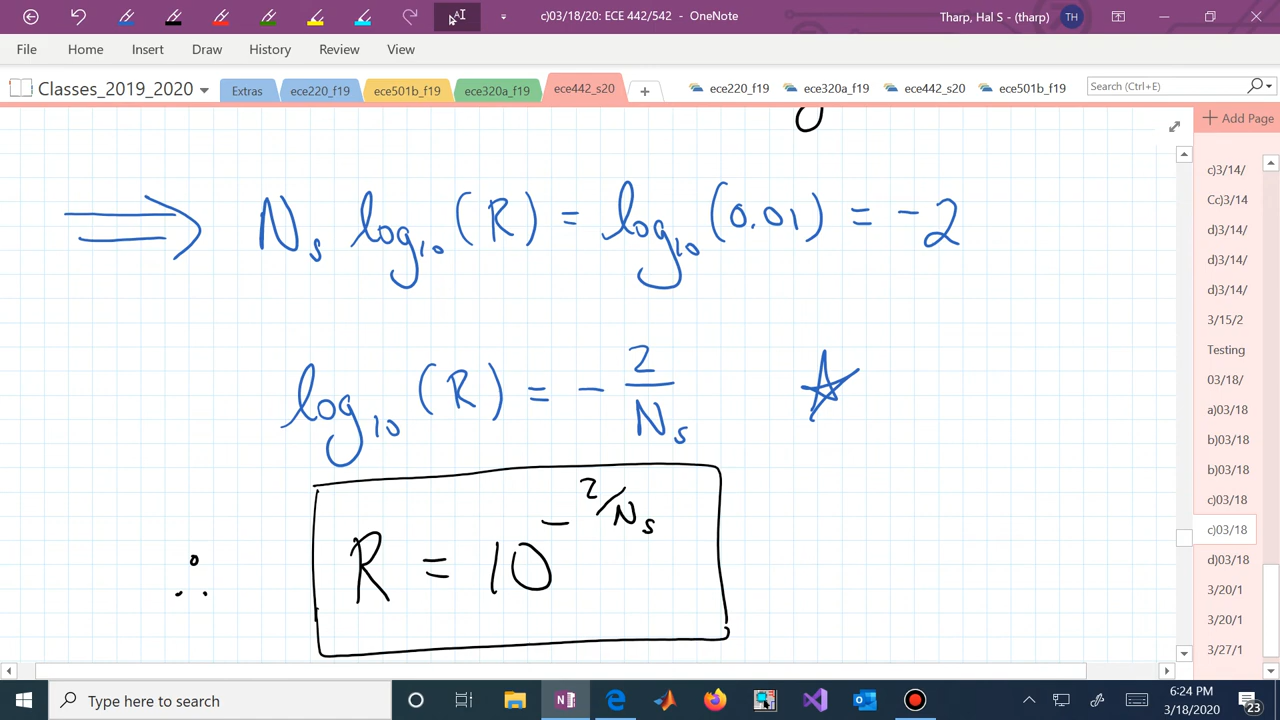 c)03/18/20: ECE 442/542 - OneNote
Tharp, Hal S - (tharp) TH
File Home Insert Draw History Review View
Classes_2019_2020 Extras ece220_f19 ece501b_f19 ece320a_f19 ece442_s20 ece220_f19 ece320a_f19 ece442_s20 ece501b_f19 Search (Ctrl+E)
Add Page
⟹ N_s log_10 (R) = log_10 (0.01) = -2
log_10 (R) = - 2/N_s ☆
∴ R = 10^{-2/N_s}
c)3/14/
Cc)3/14
d)3/14/
d)3/14/
d)3/14/
3/15/2
Testing
03/18/
a)03/18
b)03/18
b)03/18
c)03/18
c)03/18
d)03/18
3/20/1
3/20/1
3/27/1
Type here to search
6:24 PM
3/18/2020
23